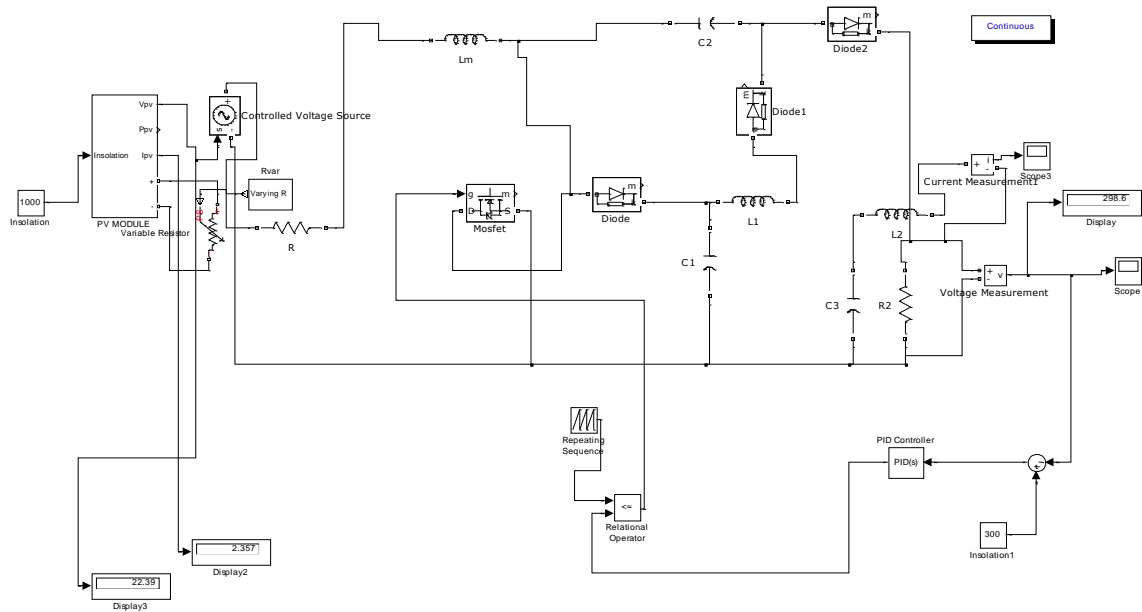 Continuous
C2
m
a
Diode2
Lm
Vpv
Ppv
Ipv
+
-
Insolation
PV MODULE
+
-
s
Controlled Voltage Source
m
a
Diode1
Rvar
Varying R
1000
Insolation
Variable Resistor
R
g
m
D
S
Mosfet
a
m
Diode
L1
C1
+
i
-
Scope3
Current Measurement1
298.6
Display
L2
+
-
v
Voltage Measurement
Scope
C3
R2
Repeating
Sequence
PID Controller
PID(s)
<=
Relational
Operator
300
Insolation1
2.357
Display2
22.39
Display3